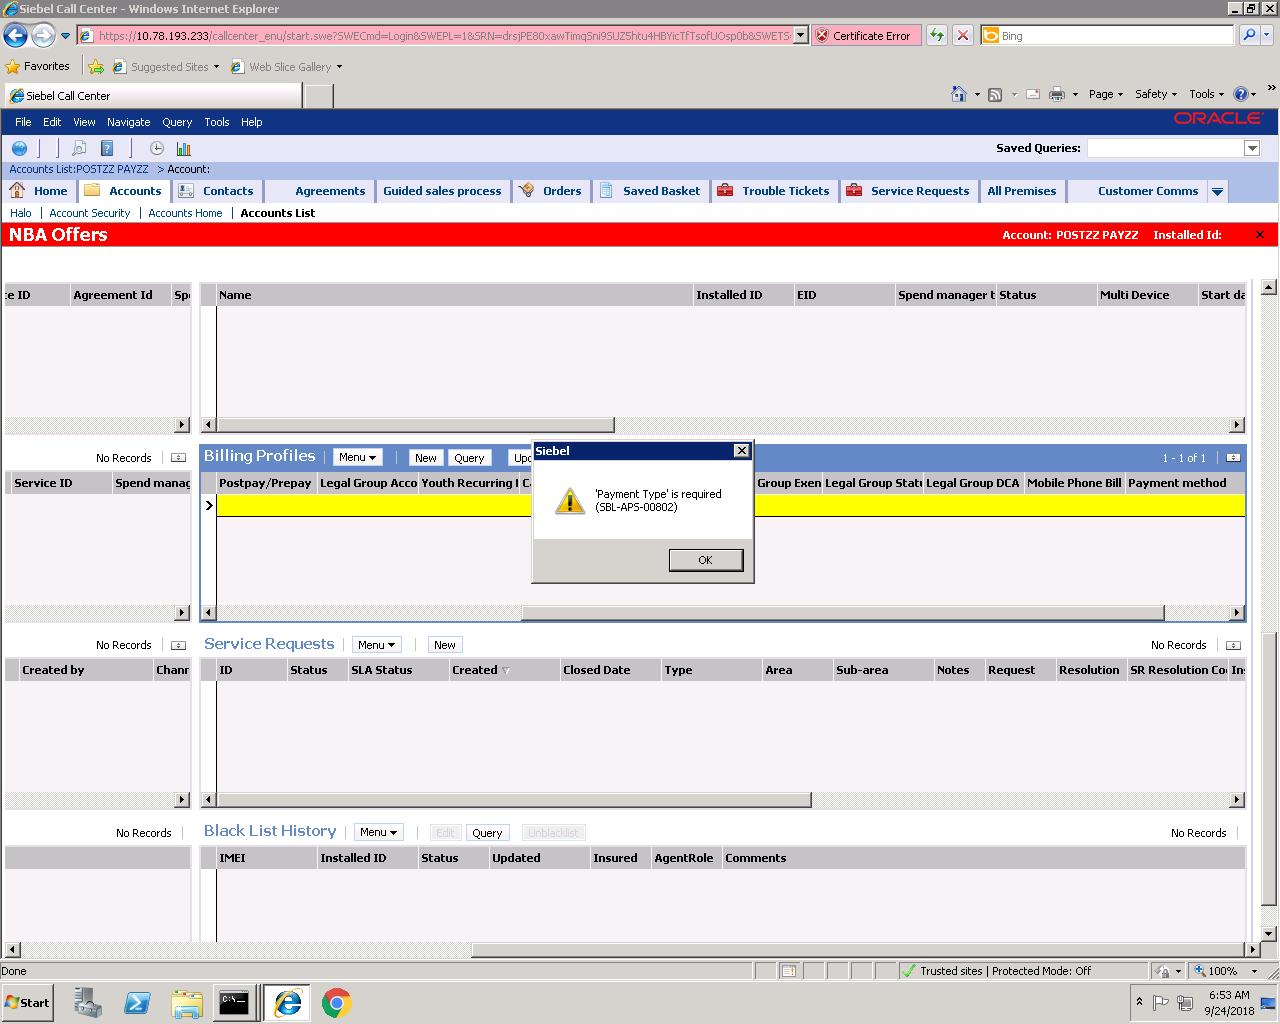 Siebel Call Center - Windows Internet Explorer
https://10.78.193.233/callcenter_enu/start.swe?SWECmd=Login&SWEPL=1&SRN=drsjPE80xawTimqSni9SUZ5htu4HBYicTfTsofUOsp0b&SWETS
Certificate Error
Bing
Favorites
Suggested Sites
Web Slice Gallery
Siebel Call Center
Page
Safety
Tools
File Edit View Navigate Query Tools Help
ORACLE
Saved Queries:
Accounts List:POSTZZ PAYZZ > Account:
Home Accounts Contacts Agreements Guided sales process Orders Saved Basket Trouble Tickets Service Requests All Premises Customer Comms
Halo | Account Security | Accounts Home | Accounts List
NBA Offers
Account: POSTZZ PAYZZ Installed Id:
Agreement Id
Name Installed ID EID Spend manager t Status Multi Device Start da
No Records
Billing Profiles Menu New Query
1 - 1 of 1
Service ID Spend manag
Postpay/Prepay Legal Group Acco Youth Recurring Group Exen Legal Group Statu Legal Group DCA Mobile Phone Bill Payment method
Siebel
'Payment Type' is required
(SBL-APS-00802)
OK
No Records
Service Requests Menu New
No Records
Created by Chann
ID Status SLA Status Created Closed Date Type Area Sub-area Notes Request Resolution SR Resolution Co In
No Records
Black List History Menu Edit Query Unblacklist
No Records
IMEI Installed ID Status Updated Insured AgentRole Comments
Done
Trusted sites | Protected Mode: Off
100%
Start
6:53 AM
9/24/2018